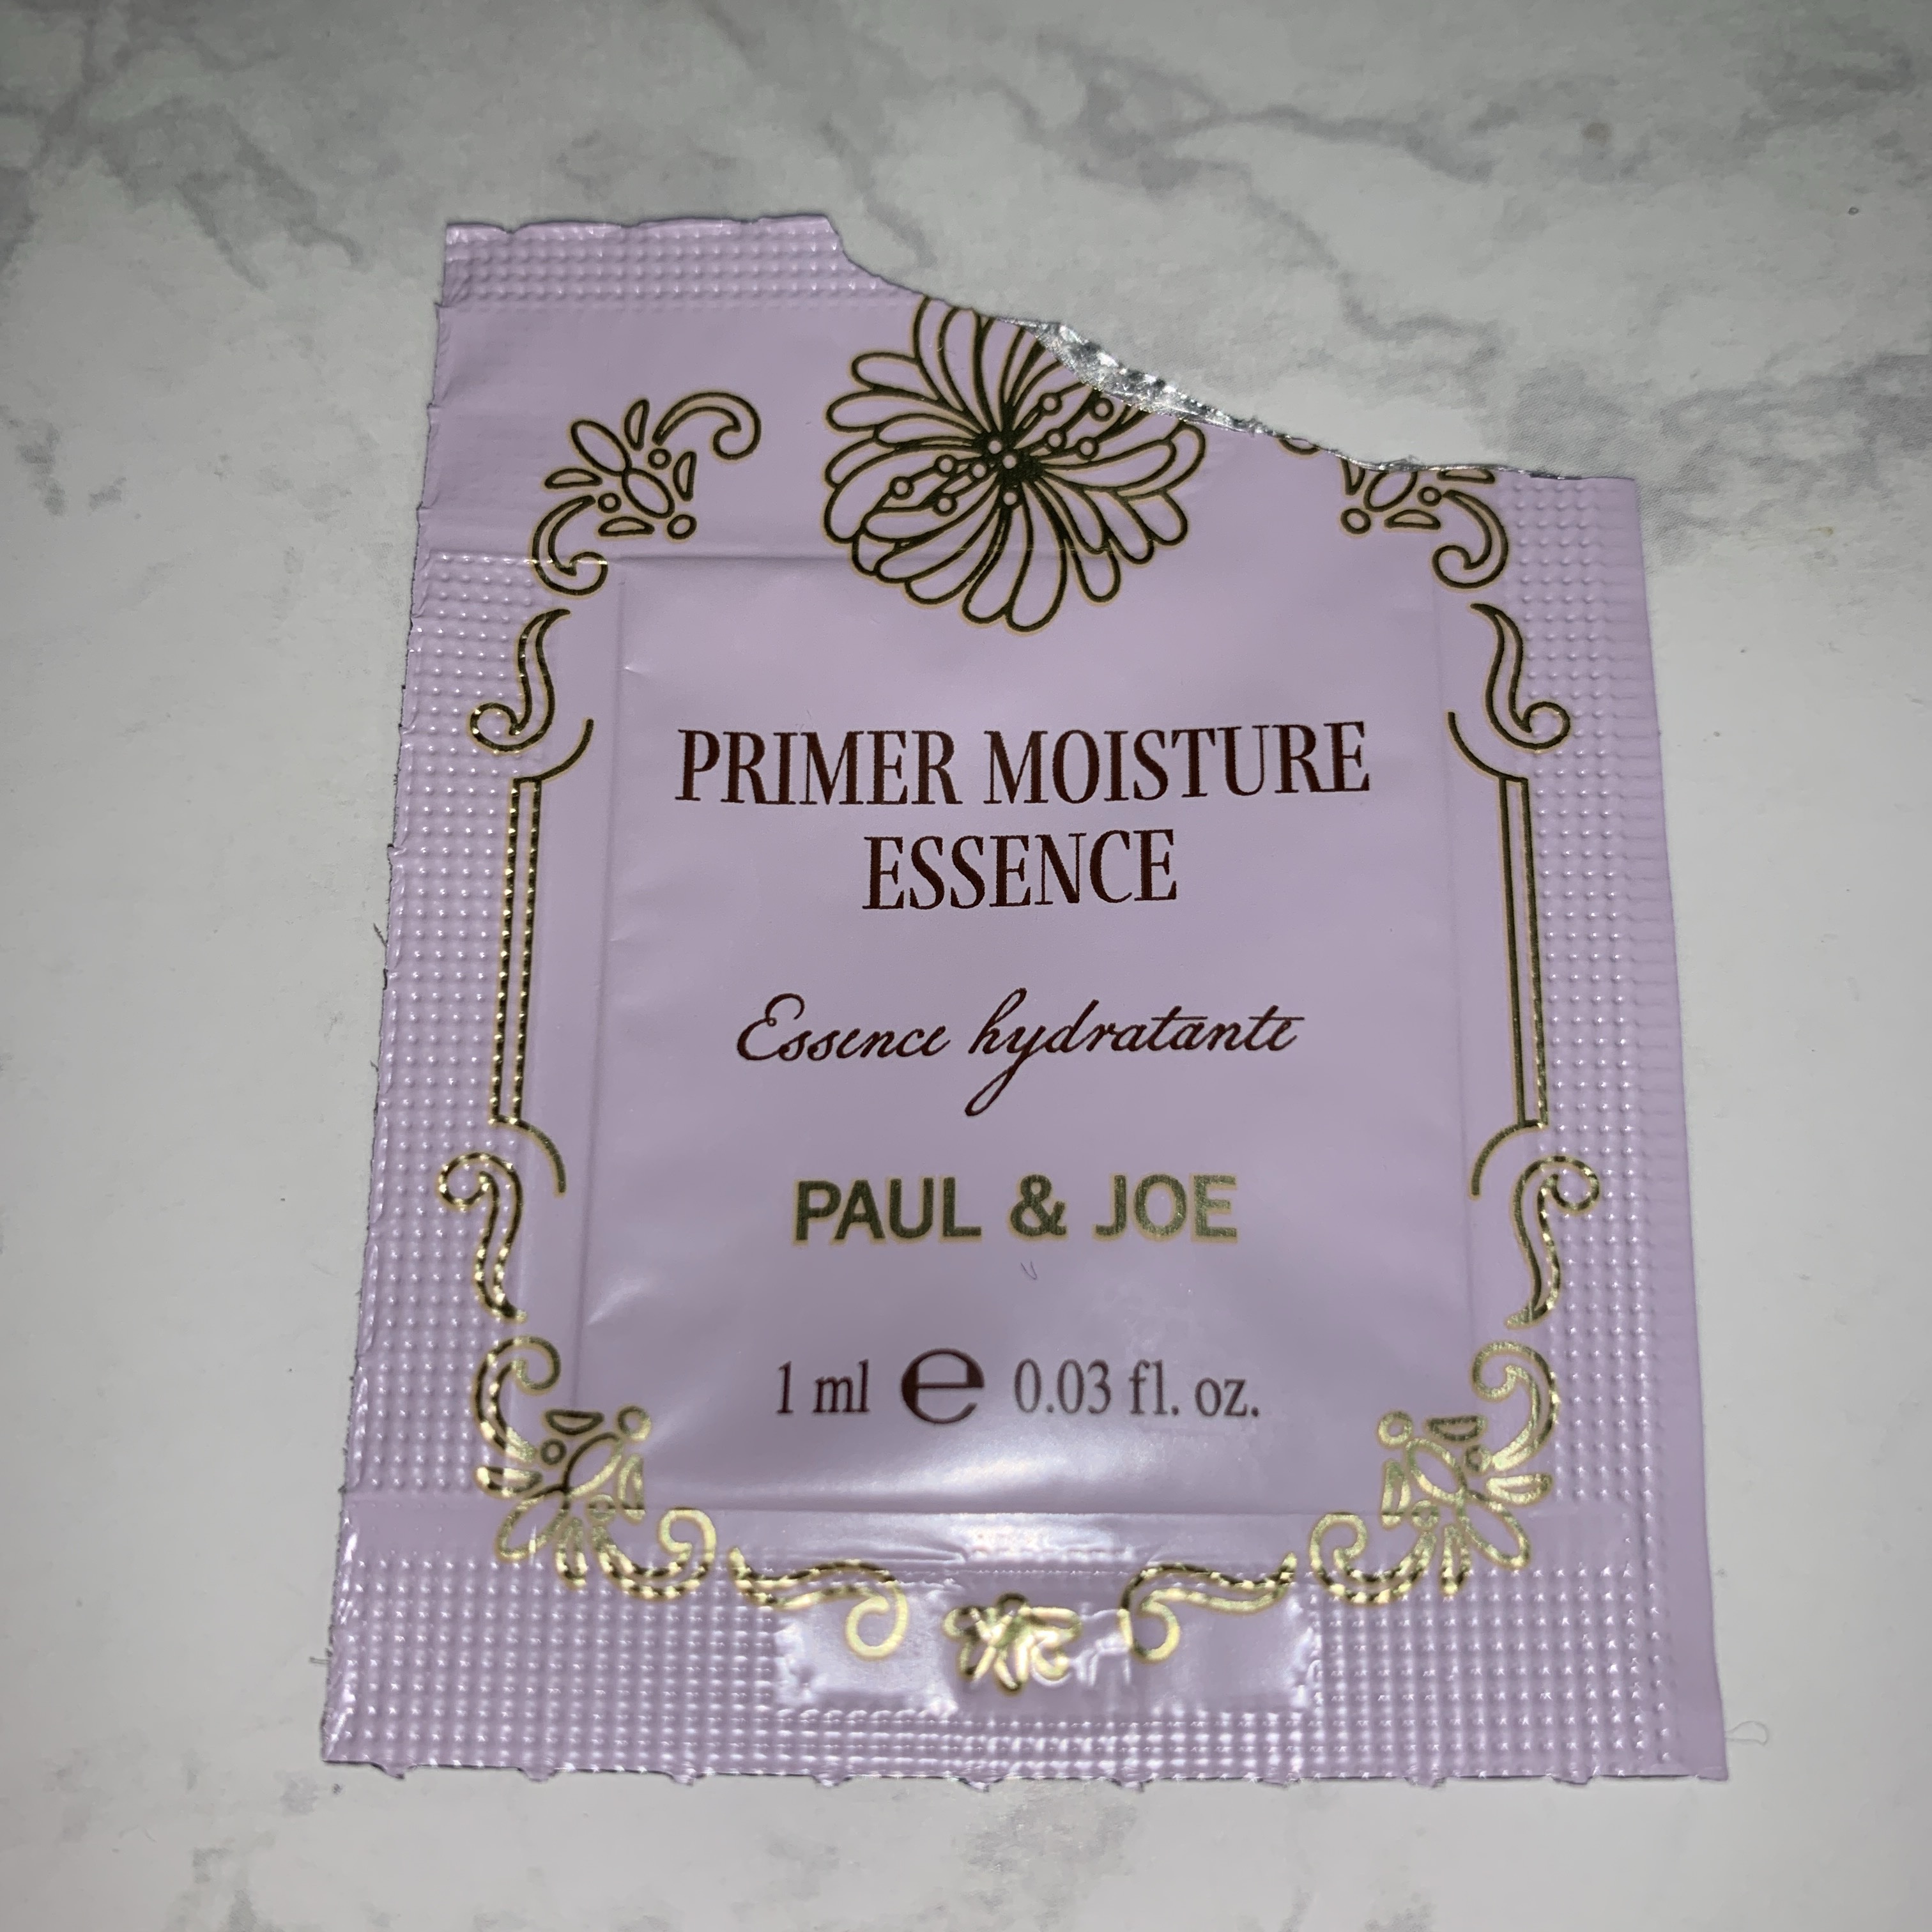 PRIMER MOISTURE
ESSENCE
Essence hydratante
PAUL & JOE
1 ml ℮ 0.03 fl. oz.